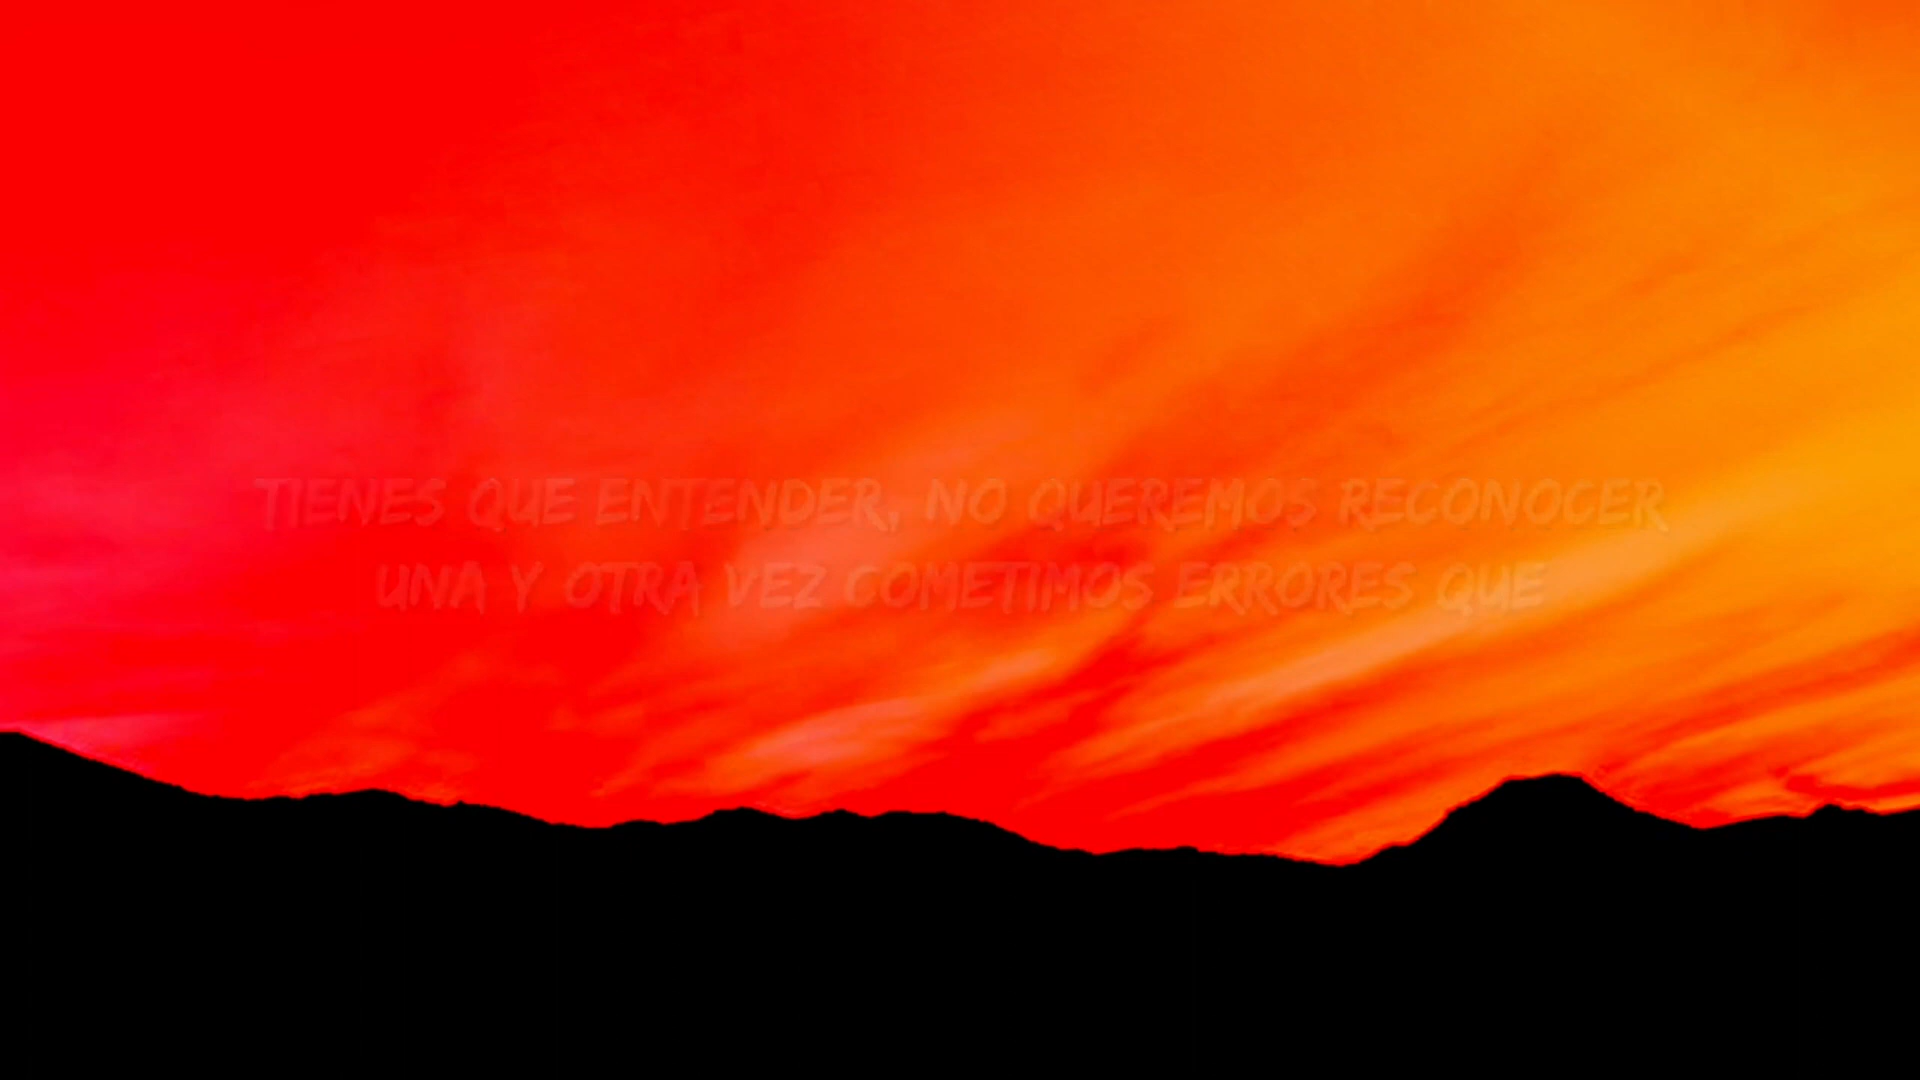 TIENES QUE ENTENDER, NO QUEREMOS RECONOCER
UNA Y OTRA VEZ COMETIMOS ERRORES QUE